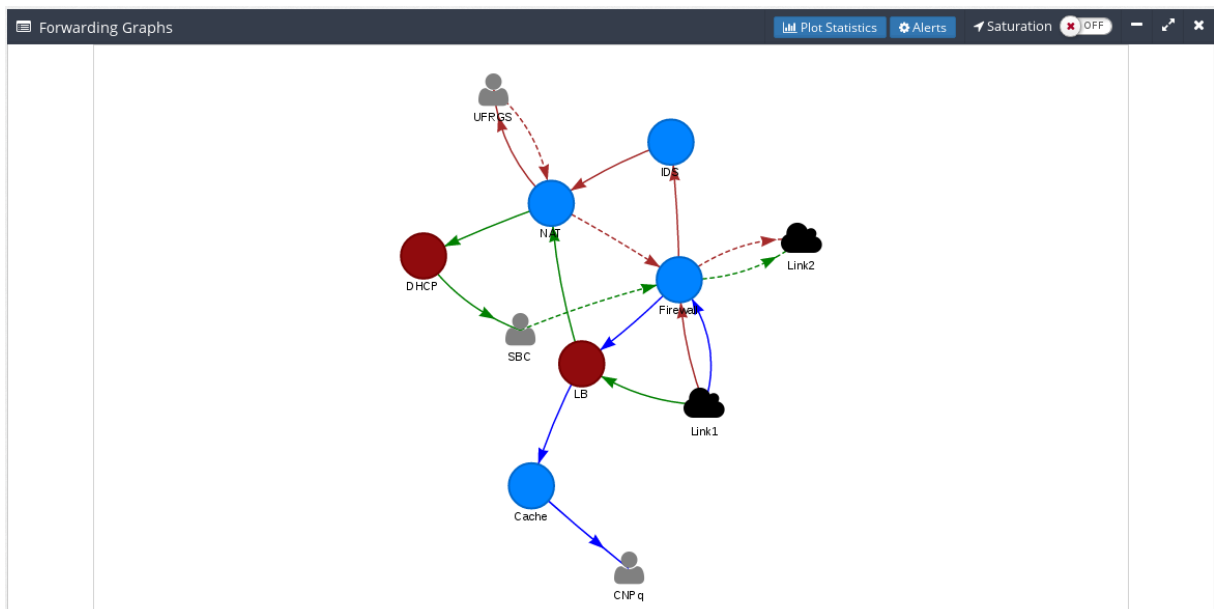 Forwarding Graphs
Plot Statistics
Alerts
Saturation
OFF
UFRGS
IDS
NAT
Link2
DHCP
Firewall
SBC
LB
Link1
Cache
CNPq